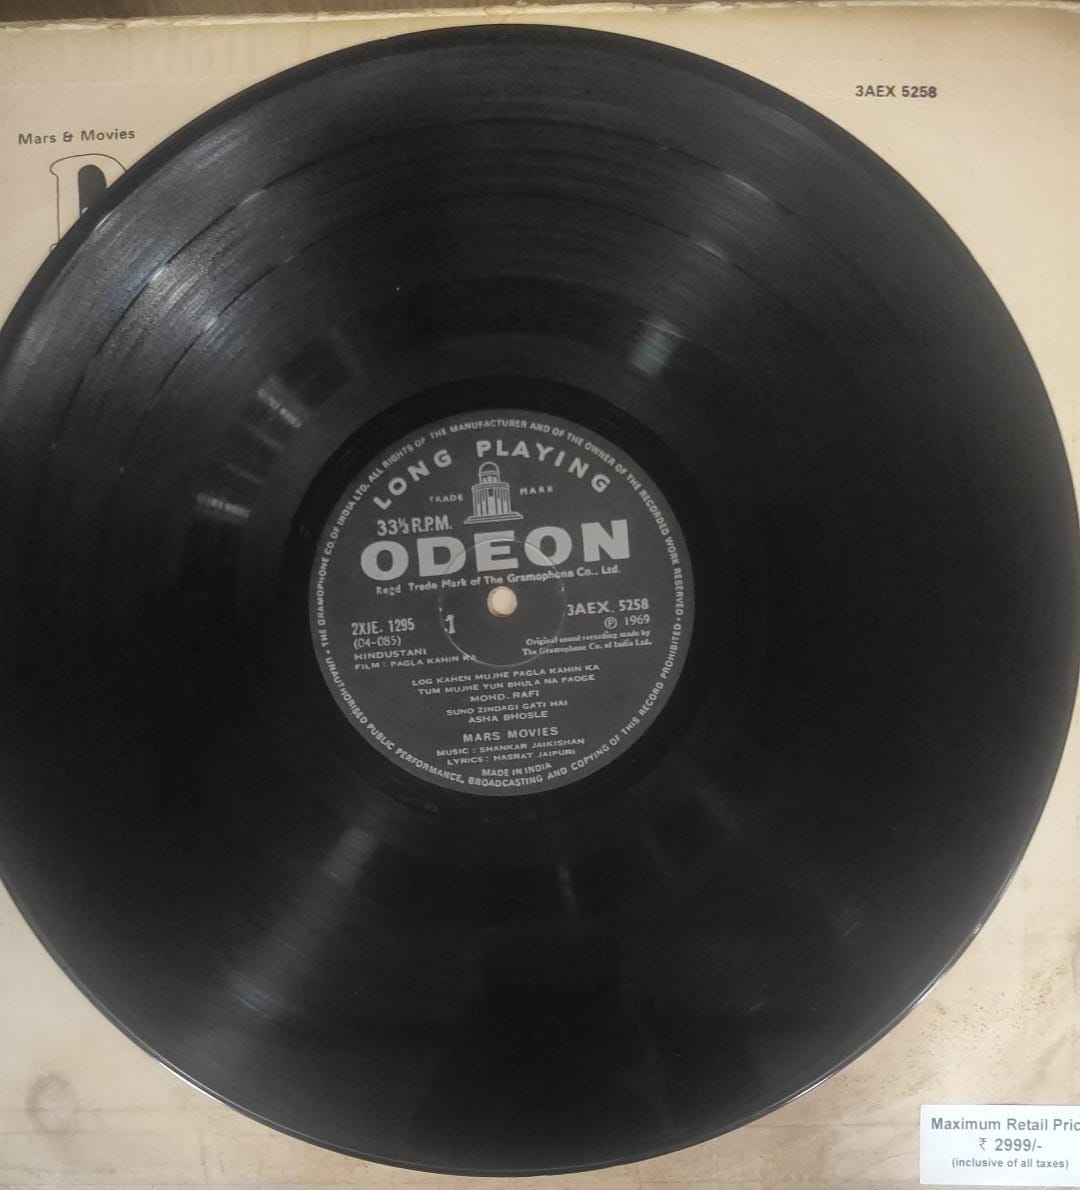 3AEX 5258
Mars & Movies
THE GRAMOPHONE CO. OF INDIA LTD. ALL RIGHTS OF THE MANUFACTURER AND OF THE OWNER OF THE RECORDED WORK RESERVED •
UNAUTHORISED PUBLIC PERFORMANCE, BROADCASTING AND COPYING OF THIS RECORD PROHIBITED •
LONG PLAYING
TRADE MARK
33⅓ R.P.M.
ODEON
Regd Trade Mark of The Gramophone Co., Ltd.
2XJE. 1295
1
3AEX. 5258
(04-085)
℗ 1969
HINDUSTANI
Original sound recording made by
The Gramophone Co. of India Ltd.
FILM : PAGLA KAHIN KA
LOG KAHEN MUJHE PAGLA KAHIN KA
TUM MUJHE YUN BHULA NA PAOGE
MOHD. RAFI
SUNO ZINDAGI GATI HAI
ASHA BHOSLE
MARS MOVIES
MUSIC : SHANKAR JAIKISHAN
LYRICS : HASRAT JAIPURI
MADE IN INDIA
Maximum Retail Pric
₹ 2999/-
(inclusive of all taxes)